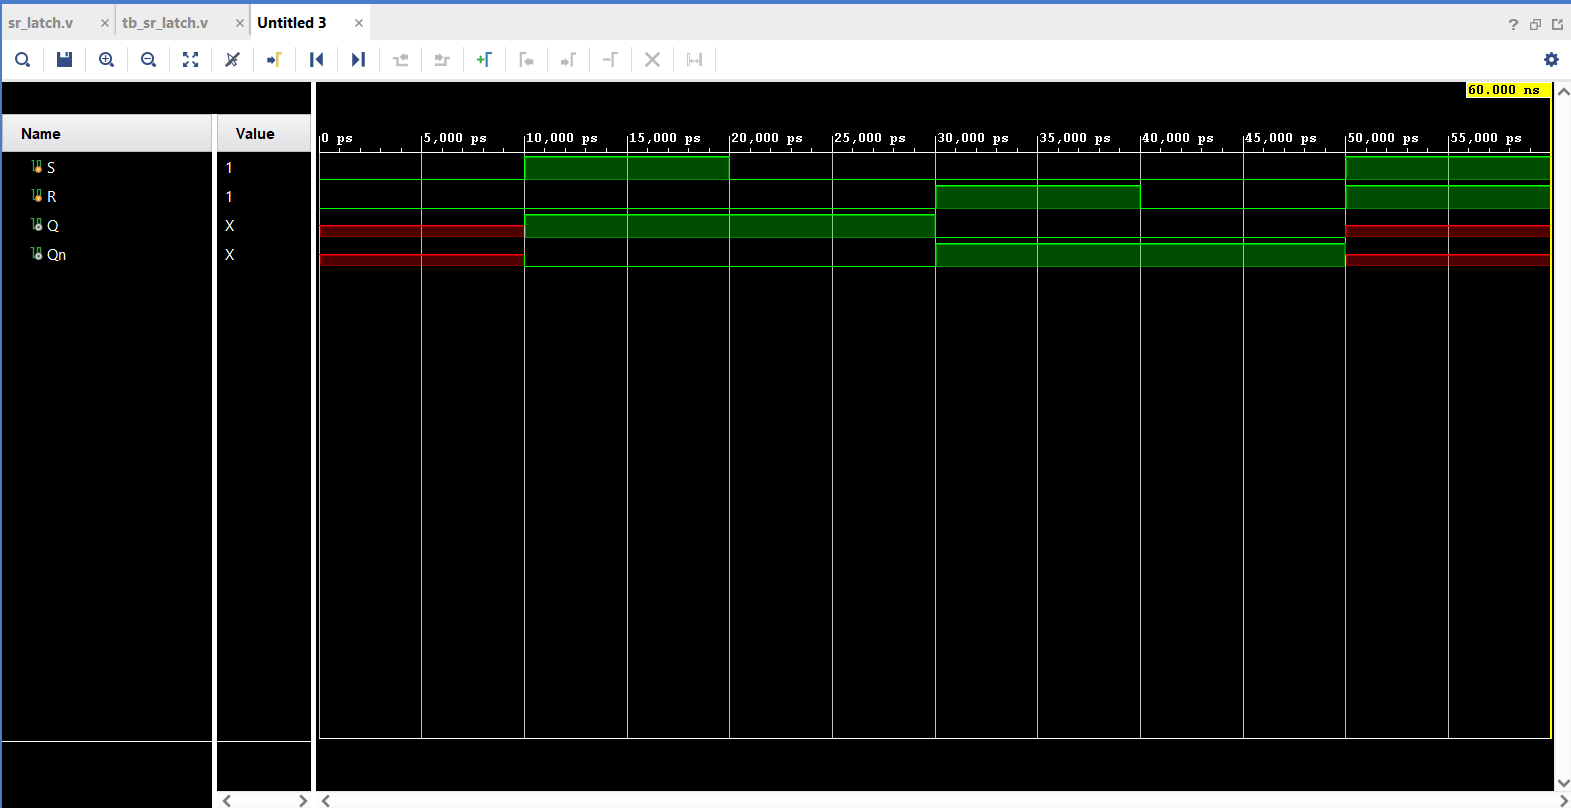 sr_latch.v × tb_sr_latch.v × Untitled 3 ×
?
60.000 ns
Name Value
0 ps 5,000 ps 10,000 ps 15,000 ps 20,000 ps 25,000 ps 30,000 ps 35,000 ps 40,000 ps 45,000 ps 50,000 ps 55,000 ps
S 1
R 1
Q X
Qn X